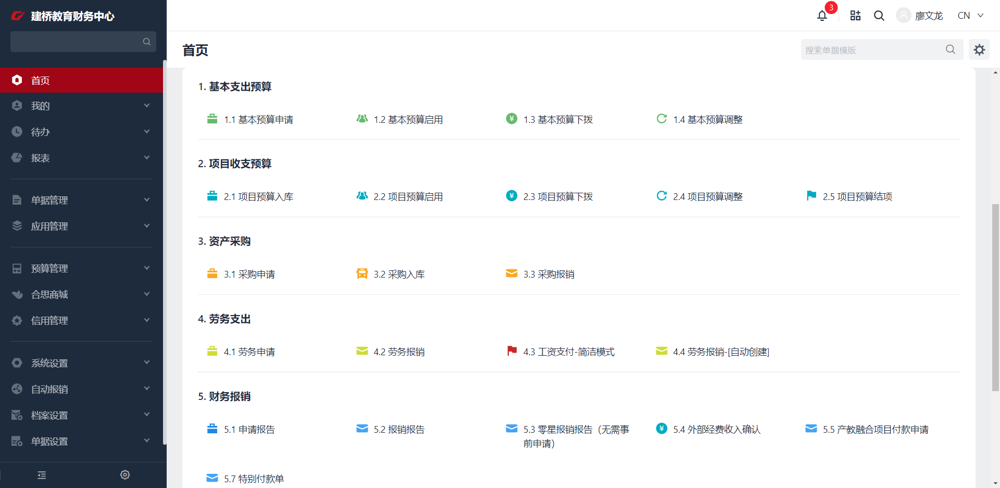 建桥教育财务中心
3
廖文龙
CN
首页
搜索单据模版
首页
我的
待办
报表
单据管理
应用管理
预算管理
合思商城
信用管理
系统设置
自动报销
档案设置
单据设置
1. 基本支出预算
1.1 基本预算申请
1.2 基本预算启用
1.3 基本预算下拨
1.4 基本预算调整
2. 项目收支预算
2.1 项目预算入库
2.2 项目预算启用
2.3 项目预算下拨
2.4 项目预算调整
2.5 项目预算结项
3. 资产采购
3.1 采购申请
3.2 采购入库
3.3 采购报销
4. 劳务支出
4.1 劳务申请
4.2 劳务报销
4.3 工资支付-简洁模式
4.4 劳务报销-[自动创建]
5. 财务报销
5.1 申请报告
5.2 报销报告
5.3 零星报销报告（无需事
前申请）
5.4 外部经费收入确认
5.5 产教融合项目付款申请
5.7 特别付款单